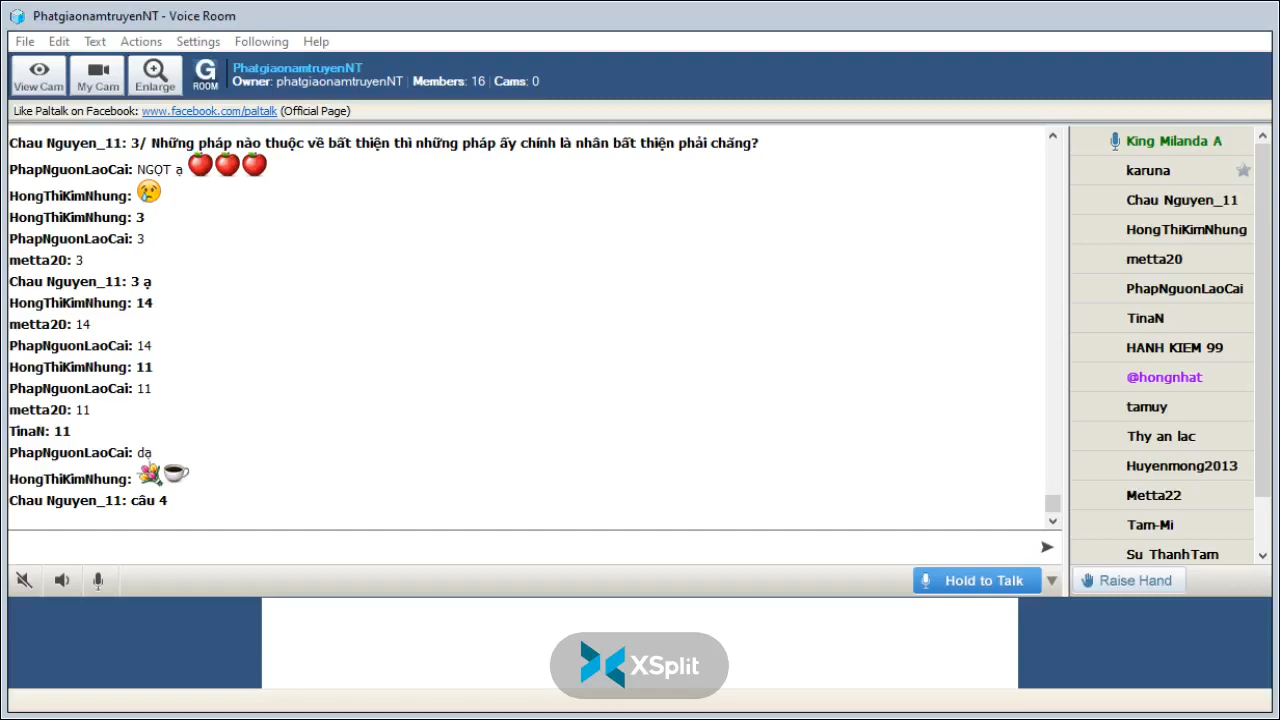 PhatgiaonamtruyenNT - Voice Room
File Edit Text Actions Settings Following Help
View Cam My Cam Enlarge G ROOM
PhatgiaonamtruyenNT
Owner: phatgiaonamtruyenNT Members: 16 Cams: 0
Like Paltalk on Facebook: www.facebook.com/paltalk (Official Page)
Chau Nguyen_11: 3/ Những pháp nào thuộc về bất thiện thì những pháp ấy chính là nhân bất thiện phải chăng?
PhapNguonLaoCai: NGỌT ạ
HongThiKimNhung:
HongThiKimNhung: 3
PhapNguonLaoCai: 3
metta20: 3
Chau Nguyen_11: 3 ạ
HongThiKimNhung: 14
metta20: 14
PhapNguonLaoCai: 14
HongThiKimNhung: 11
PhapNguonLaoCai: 11
metta20: 11
TinaN: 11
PhapNguonLaoCai: dạ
HongThiKimNhung:
Chau Nguyen_11: câu 4
King Milanda A
karuna
Chau Nguyen_11
HongThiKimNhung
metta20
PhapNguonLaoCai
TinaN
HANH KIEM 99
@hongnhat
tamuy
Thy an lac
Huyenmong2013
Metta22
Tam-Mi
Su ThanhTam
Hold to Talk
Raise Hand
XSplit